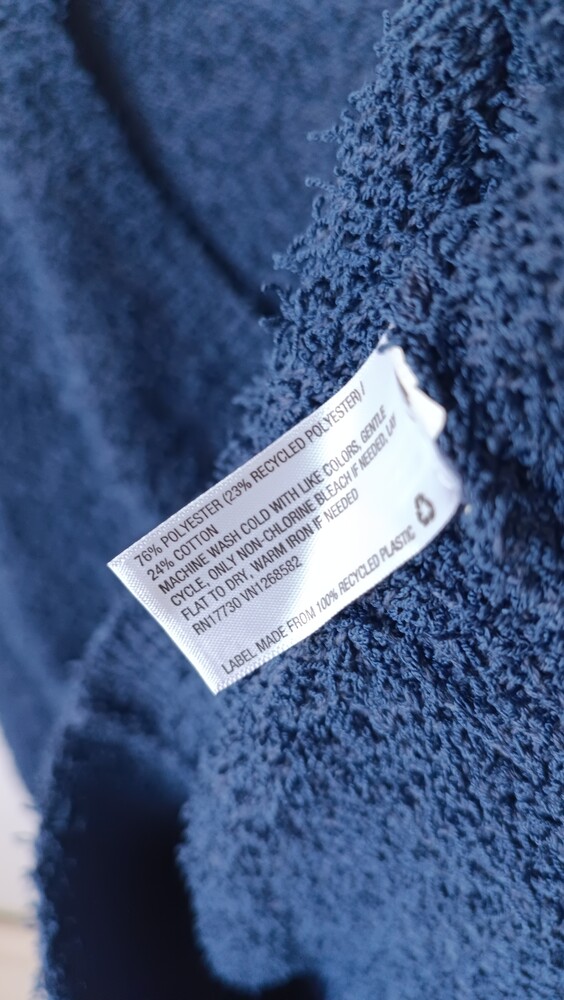 76% POLYESTER (23% RECYCLED POLYESTER) /
24% COTTON
MACHINE WASH COLD WITH LIKE COLORS, GENTLE
CYCLE, ONLY NON-CHLORINE BLEACH IF NEEDED, LAY
FLAT TO DRY, WARM IRON IF NEEDED
RN17730 VN1268582
LABEL MADE FROM 100% RECYCLED PLASTIC